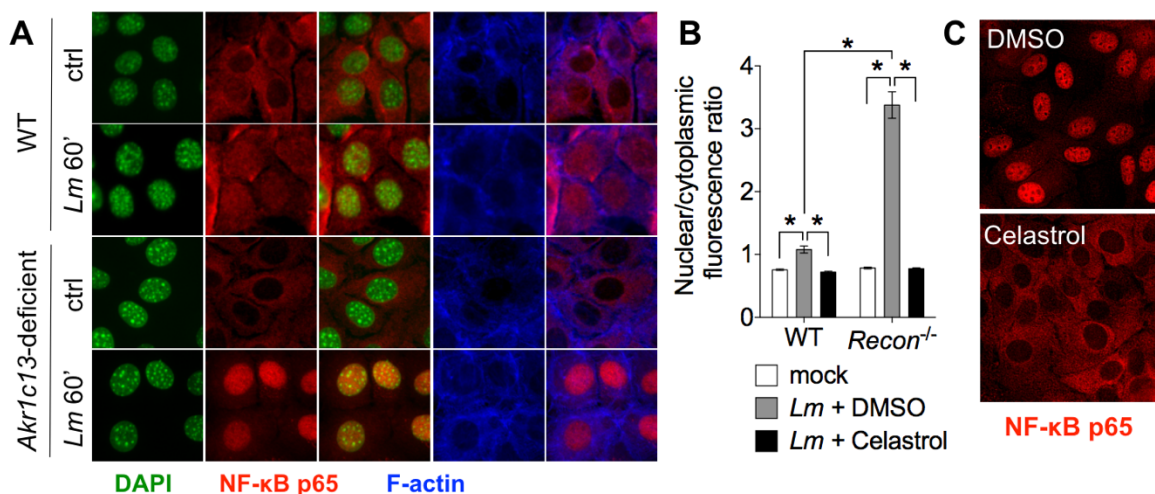 A
WT
ctrl
Lm 60’
Akr1c13-deficient
ctrl
Lm 60’
DAPI
NF-κB p65
F-actin
B
Nuclear/cytoplasmic
fluorescence ratio
4
3
2
1
0
*
* *
* *
WT
Recon-/-
mock
Lm + DMSO
Lm + Celastrol
C
DMSO
Celastrol
NF-κB p65